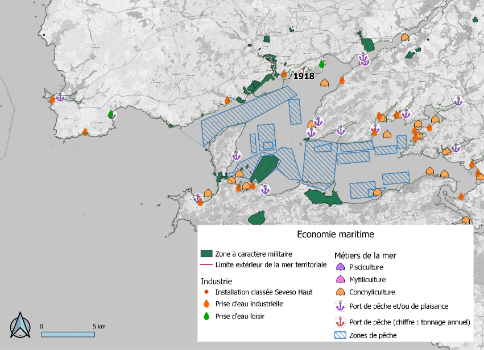 1918
Economie maritime
Zone à caractère militaire
Limite extérieur de la mer territoriale
Industrie
Installation classée Seveso Haut
Prise d'eau industrielle
Prise d'eau loisir
Métiers de la mer
Pisciculture
Mytiliculture
Conchyliculture
Port de pêche et/ou de plaisance
Port de pêche (chiffre : tonnage annuel)
Zones de pêche
0 5 km